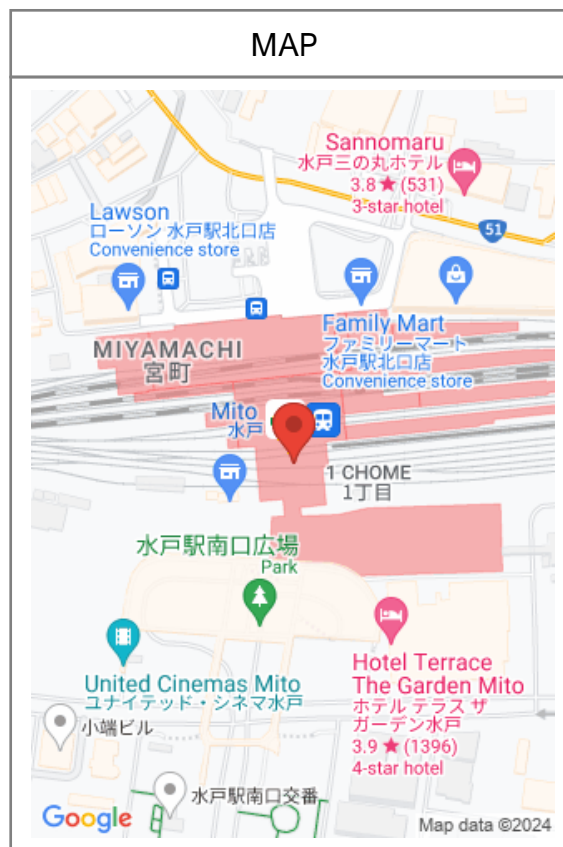 MAP
Sannomaru
水戸三の丸ホテル
3.8 ★ (531)
3-star hotel
51
Lawson
ローソン 水戸駅北口店
Convenience store
Family Mart
ファミリーマート
水戸駅北口店
Convenience store
MIYAMACHI
宮町
Mito
水戸
1 CHOME
1丁目
水戸駅南口広場
Park
Hotel Terrace
The Garden Mito
ホテル テラス ザ
ガーデン水戸
3.9 ★ (1396)
4-star hotel
United Cinemas Mito
ユナイテッド・シネマ水戸
小端ビル
水戸駅南口交番
Google
Map data ©2024